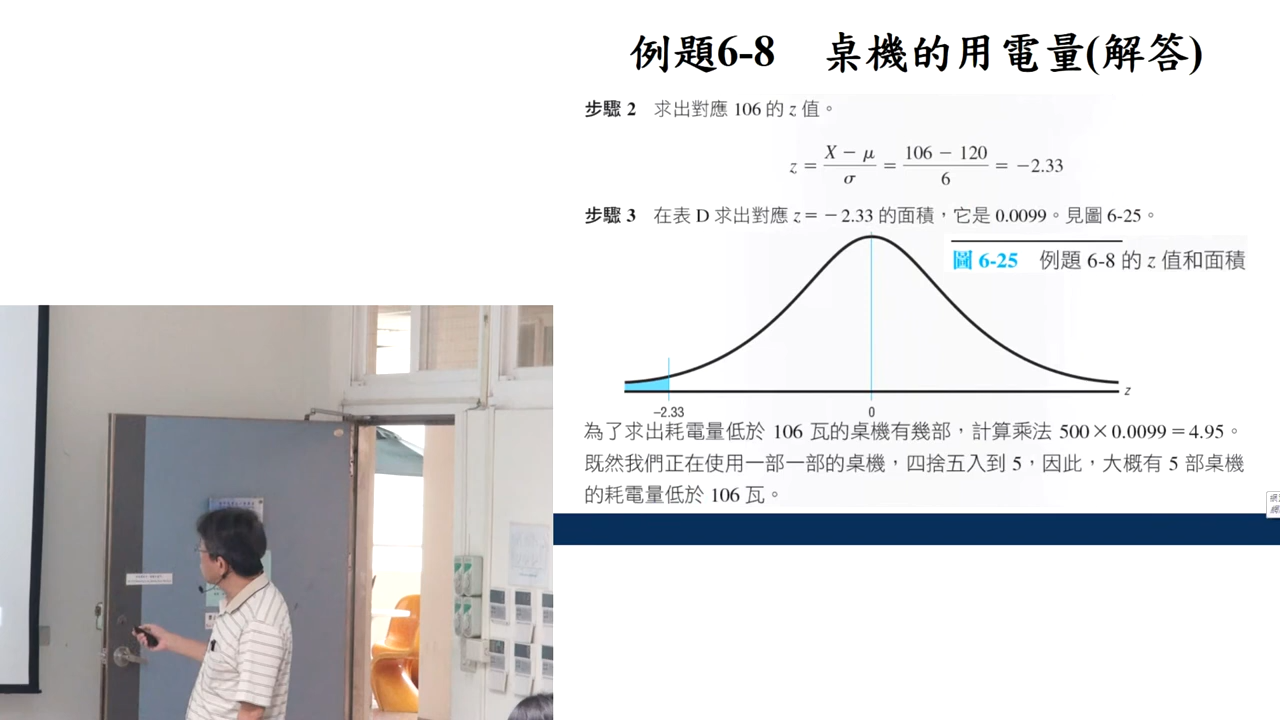 例題6-8 桌機的用電量(解答)
步驟 2 求出對應 106 的 z 值。
z = (X − μ)/σ = (106 − 120)/6 = −2.33
步驟 3 在表 D 求出對應 z = − 2.33 的面積，它是 0.0099。見圖 6-25。
圖 6-25 例題 6-8 的 z 值和面積
z
−2.33 0
為了求出耗電量低於 106 瓦的桌機有幾部，計算乘法 500 × 0.0099 = 4.95。
既然我們正在使用一部一部的桌機，四捨五入到 5，因此，大概有 5 部桌機
的耗電量低於 106 瓦。